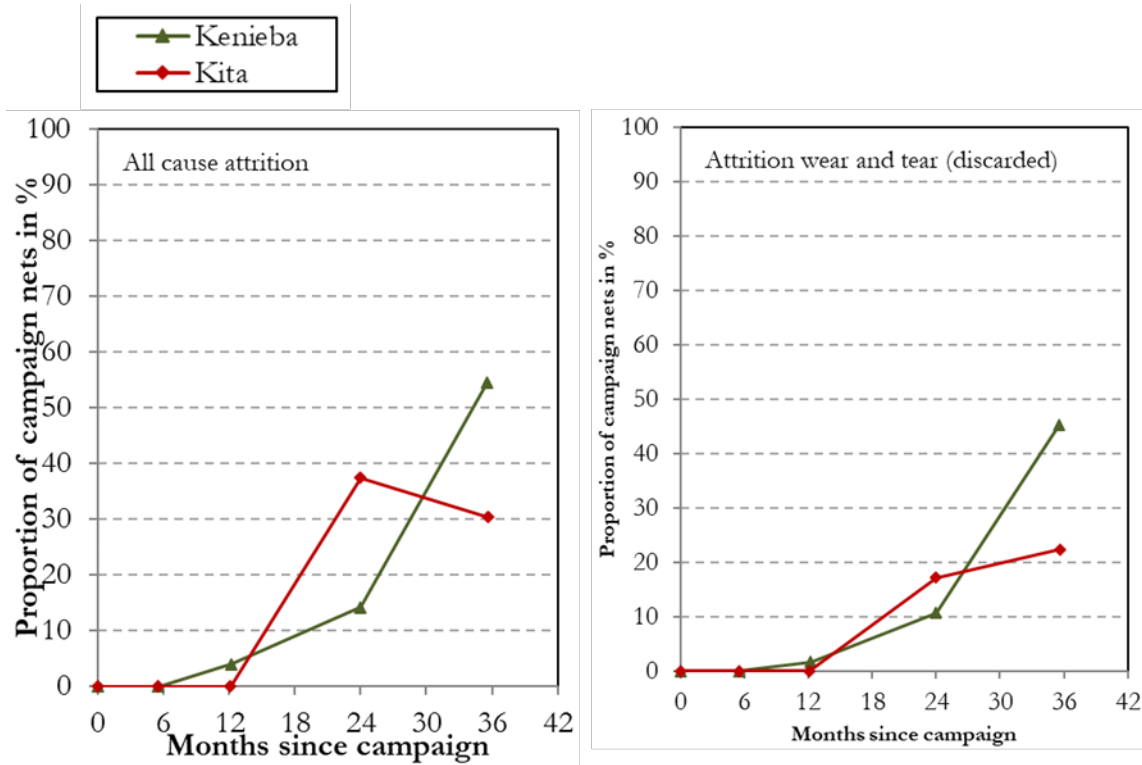 Kenieba
Kita
All cause attrition
Proportion of campaign nets in %
100
90
80
70
60
50
40
30
20
10
0
0 6 12 18 24 30 36 42
Months since campaign
Attrition wear and tear (discarded)
Proportion of campaign nets in %
100
90
80
70
60
50
40
30
20
10
0
0 6 12 18 24 30 36 42
Months since campaign